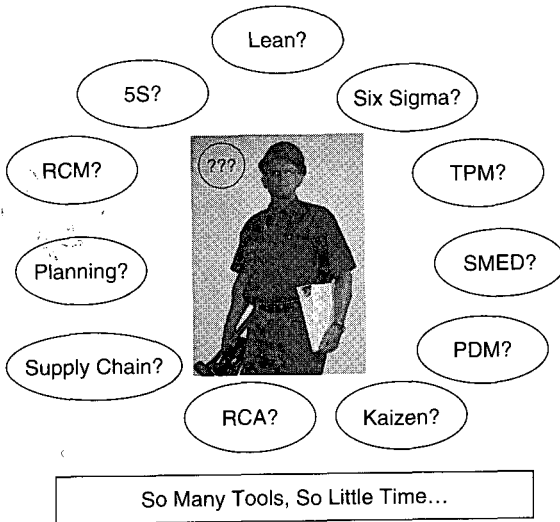 Lean?
5S?
Six Sigma?
RCM?
???
TPM?
Planning?
SMED?
Supply Chain?
PDM?
RCA?
Kaizen?
So Many Tools, So Little Time…